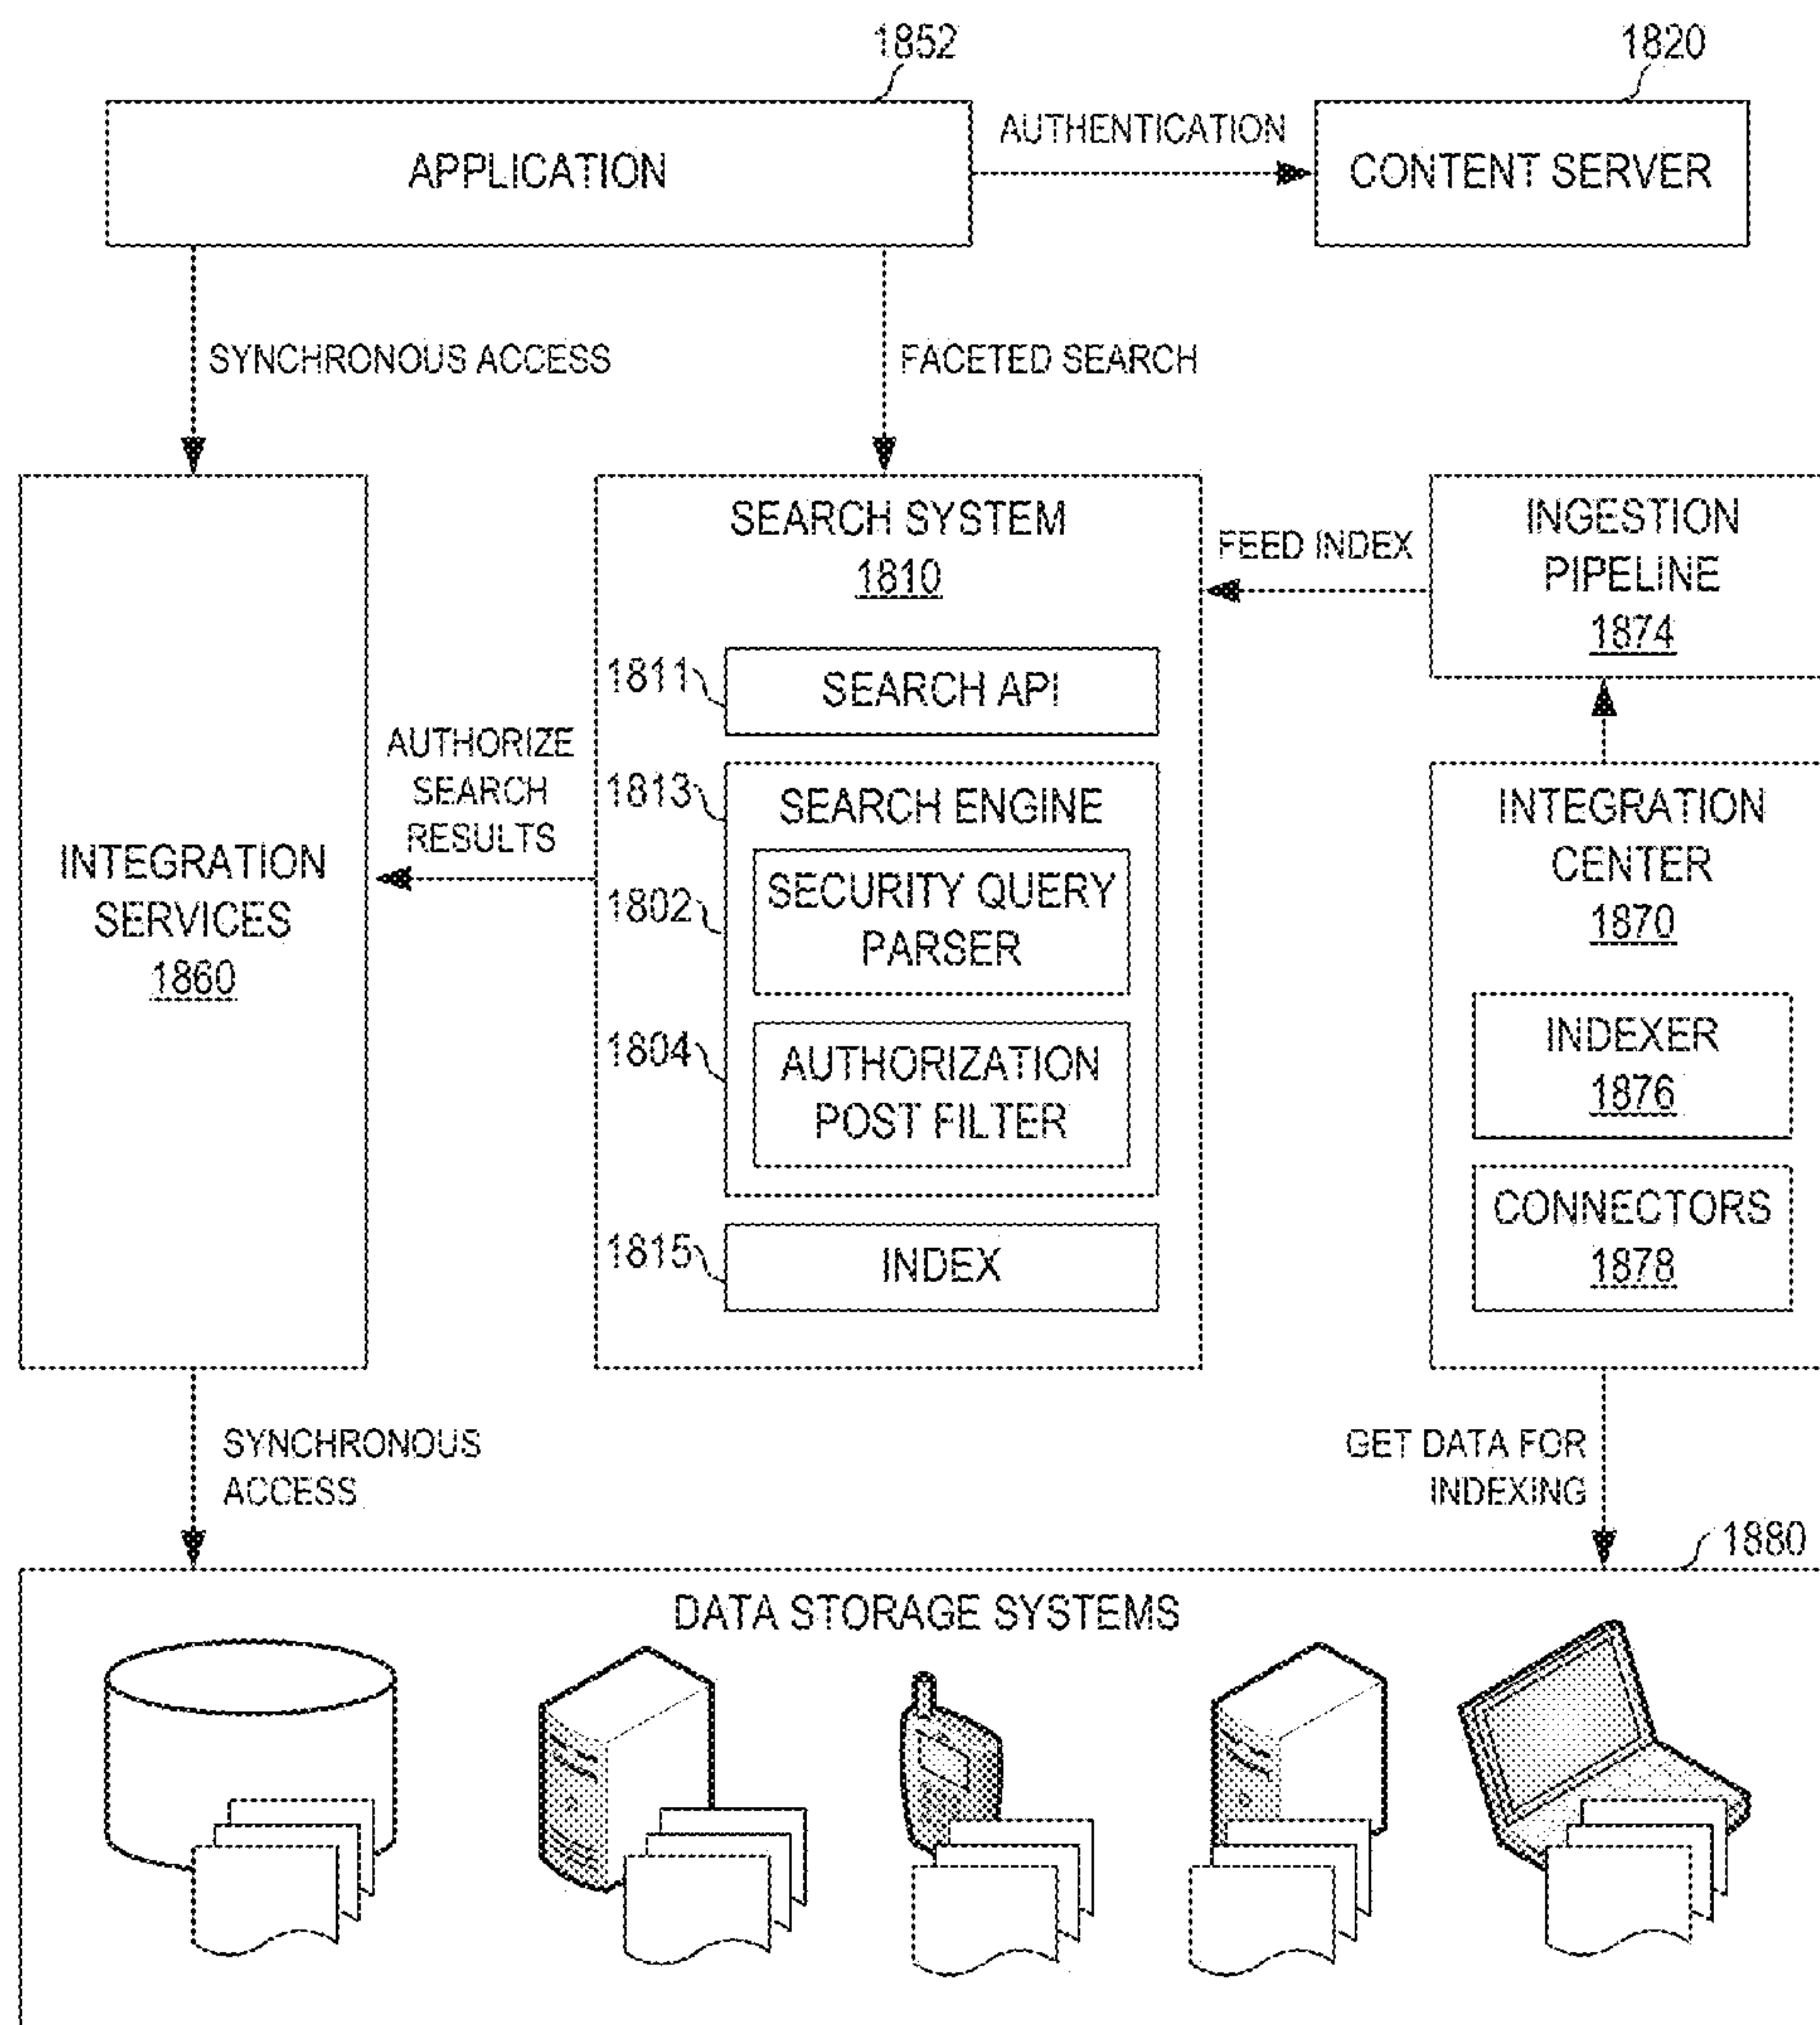 1852
1820
APPLICATION
AUTHENTICATION
CONTENT SERVER
SYNCHRONOUS ACCESS
FACETED SEARCH
INTEGRATION
SERVICES
1860
AUTHORIZE
SEARCH
RESULTS
SEARCH SYSTEM
1810
1811
SEARCH API
1813
SEARCH ENGINE
1802
SECURITY QUERY
PARSER
1804
AUTHORIZATION
POST FILTER
1815
INDEX
FEED INDEX
INGESTION
PIPELINE
1874
INTEGRATION
CENTER
1870
INDEXER
1876
CONNECTORS
1878
SYNCHRONOUS
ACCESS
GET DATA FOR
INDEXING
1880
DATA STORAGE SYSTEMS